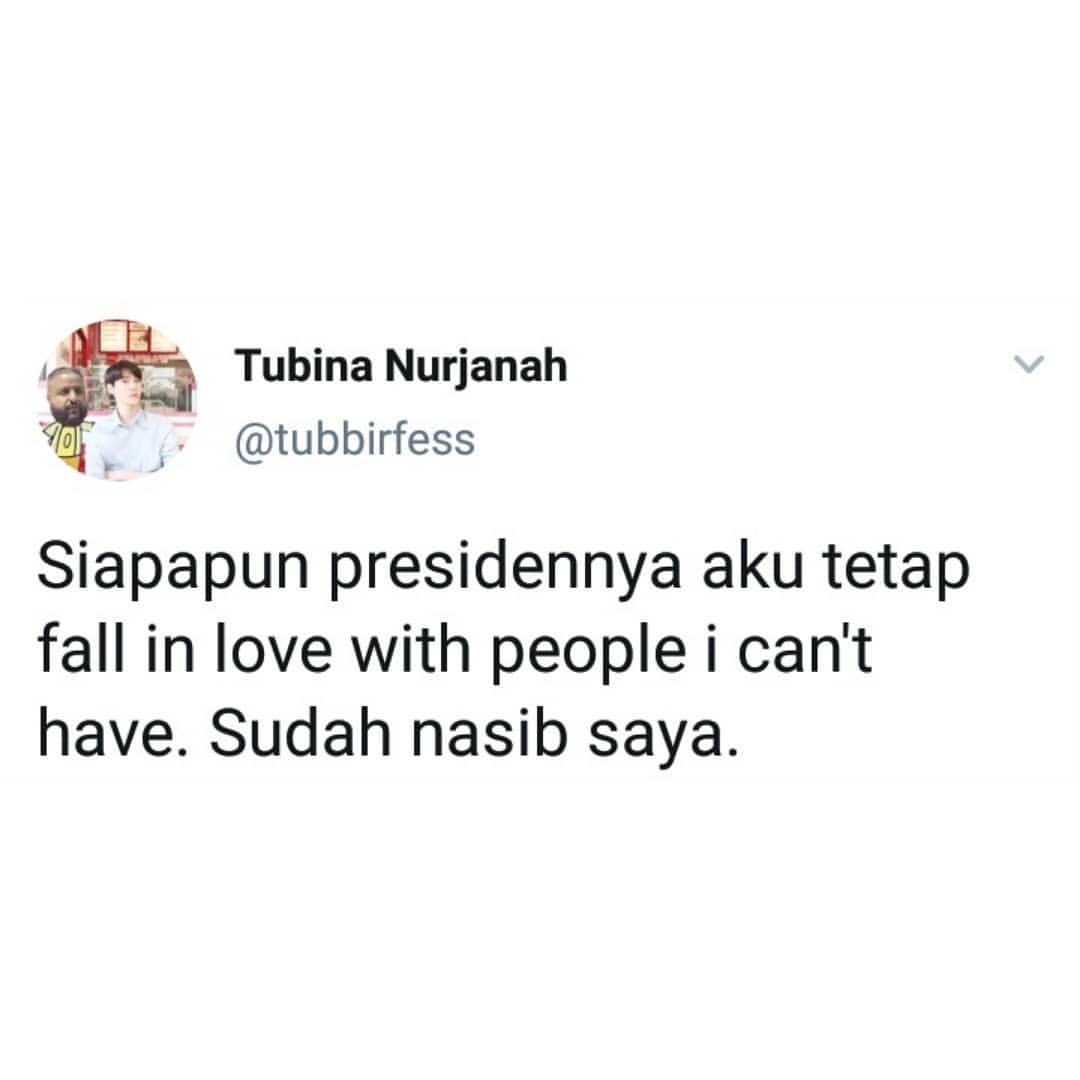 Tubina Nurjanah
@tubbirfess
Siapapun presidennya aku tetap
fall in love with people i can't
have. Sudah nasib saya.